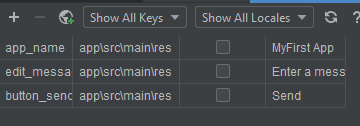 Show All Keys Show All Locales ?
app_name app\src\main\res MyFirst App
edit_messa app\src\main\res Enter a mess
button_senc app\src\main\res Send